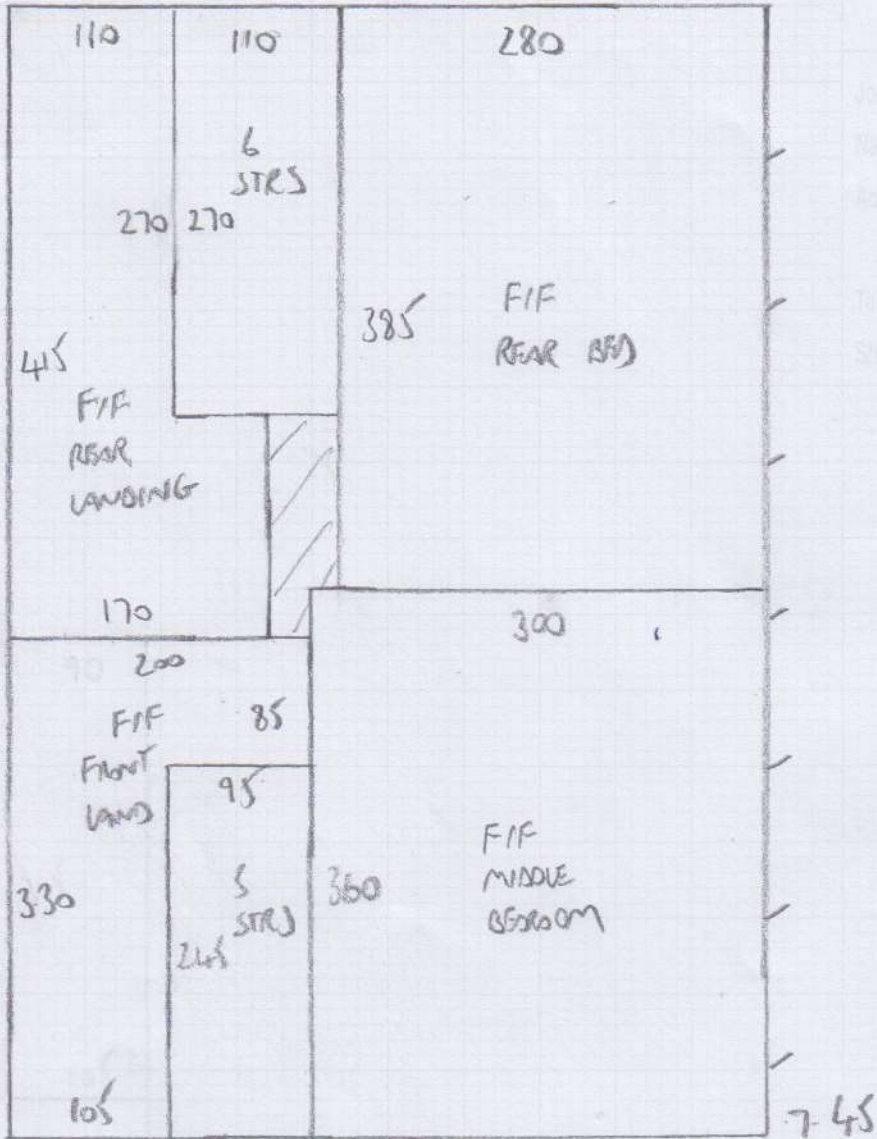 110
110
280
6
STRS
270
270
385
F/F
REAR BED
415
F/F
REAR
LANDING
170
300
200
85
F/F
FRONT
LAND
95
330
5
STRS
245
360
F/F
MIDDLE
BEDROOM
105
7.45